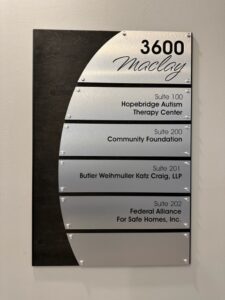 3600
Maclay
Suite 100
Hopebridge Autism
Therapy Center
Suite 200
Community Foundation
Suite 201
Butler Weihmuller Katz Craig, LLP
Suite 202
Federal Alliance
For Safe Homes, Inc.